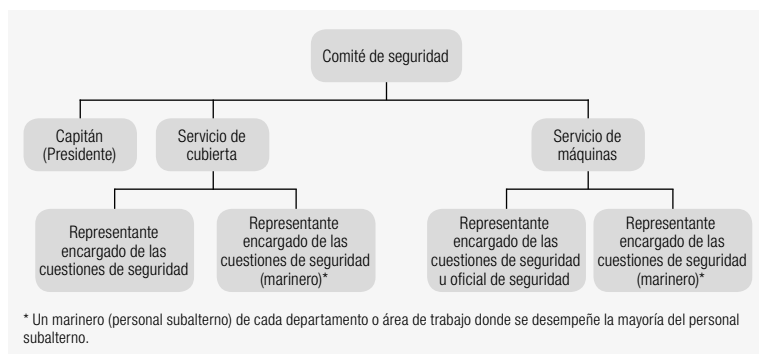 Comité de seguridad
Capitán
(Presidente)
Servicio de
cubierta
Servicio de
máquinas
Representante
encargado de las
cuestiones de seguridad
Representante
encargado de las
cuestiones de seguridad
(marinero)*
Representante
encargado de las
cuestiones de seguridad
u oficial de seguridad
Representante
encargado de las
cuestiones de seguridad
(marinero)*
* Un marinero (personal subalterno) de cada departamento o área de trabajo donde se desempeñe la mayoría del personal
subalterno.